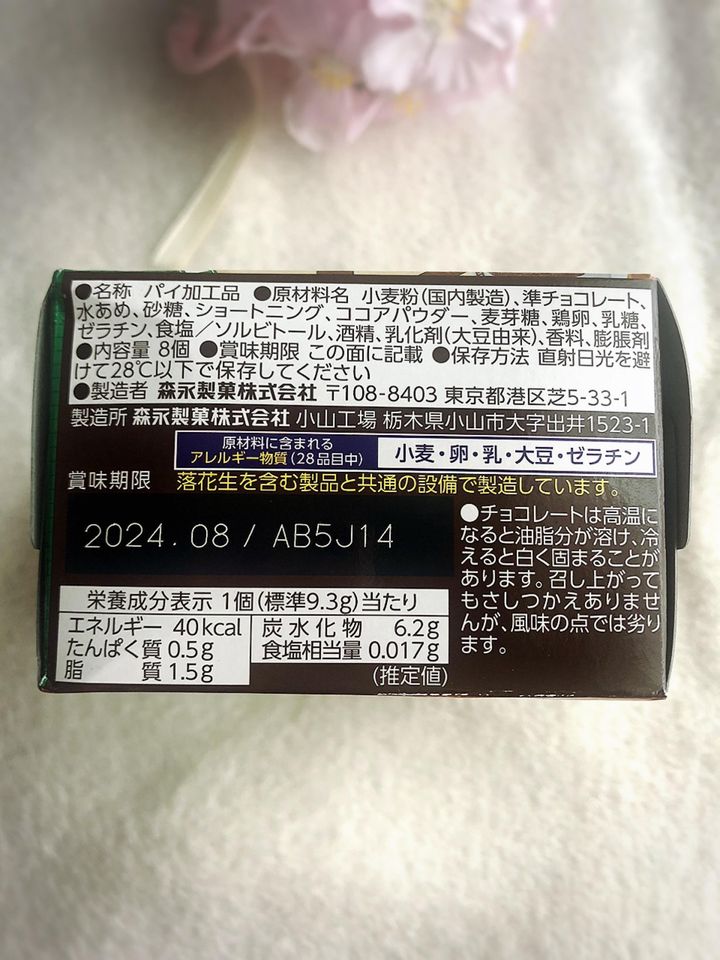 ●名称 パイ加工品 ●原材料名 小麦粉(国内製造)、準チョコレート、
水あめ、砂糖、ショートニング、ココアパウダー、麦芽糖、鶏卵、乳糖、
ゼラチン、食塩／ソルビトール、酒精、乳化剤(大豆由来)、香料、膨脹剤
●内容量 8個 ●賞味期限 この面に記載 ●保存方法 直射日光を避
けて28℃以下で保存してください
●製造者 森永製菓株式会社 〒108-8403 東京都港区芝5-33-1
製造所 森永製菓株式会社 小山工場 栃木県小山市大字出井1523-1
原材料に含まれる
アレルギー物質(28品目中)
小麦・卵・乳・大豆・ゼラチン
賞味期限 落花生を含む製品と共通の設備で製造しています。
2024.08/ AB5J14
●チョコレートは高温に
なると油脂分が溶け、冷
えると白く固まることが
あります。召し上がって
もさしつかえありませ
んが、風味の点では劣り
ます。
栄養成分表示 1個(標準9.3g)当たり
エネルギー 40kcal
たんぱく質 0.5g
脂質 1.5g
炭水化物 6.2g
食塩相当量 0.017g
(推定値)